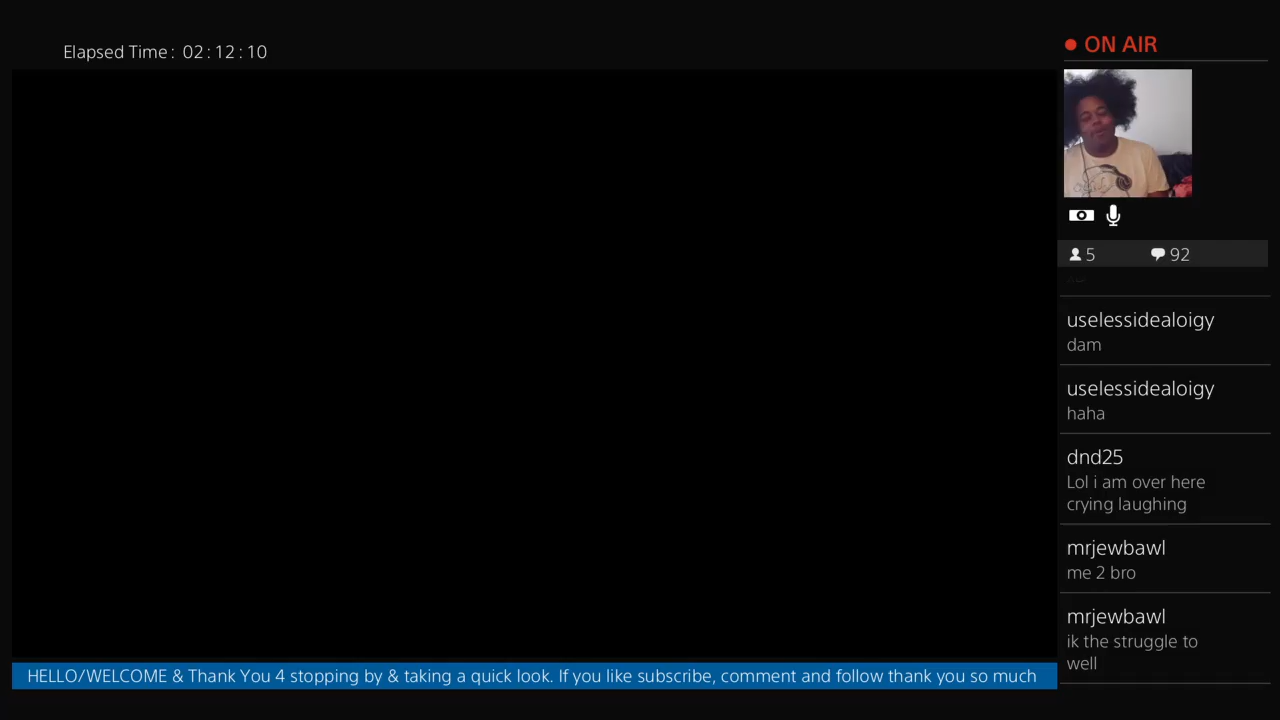 Elapsed Time: 02:12:10
ON AIR
5 92
uselessidealoigy
dam
uselessidealoigy
haha
dnd25
Lol i am over here
crying laughing
mrjewbawl
me 2 bro
mrjewbawl
ik the struggle to
well
HELLO/WELCOME & Thank You 4 stopping by & taking a quick look. If you like subscribe, comment and follow thank you so much